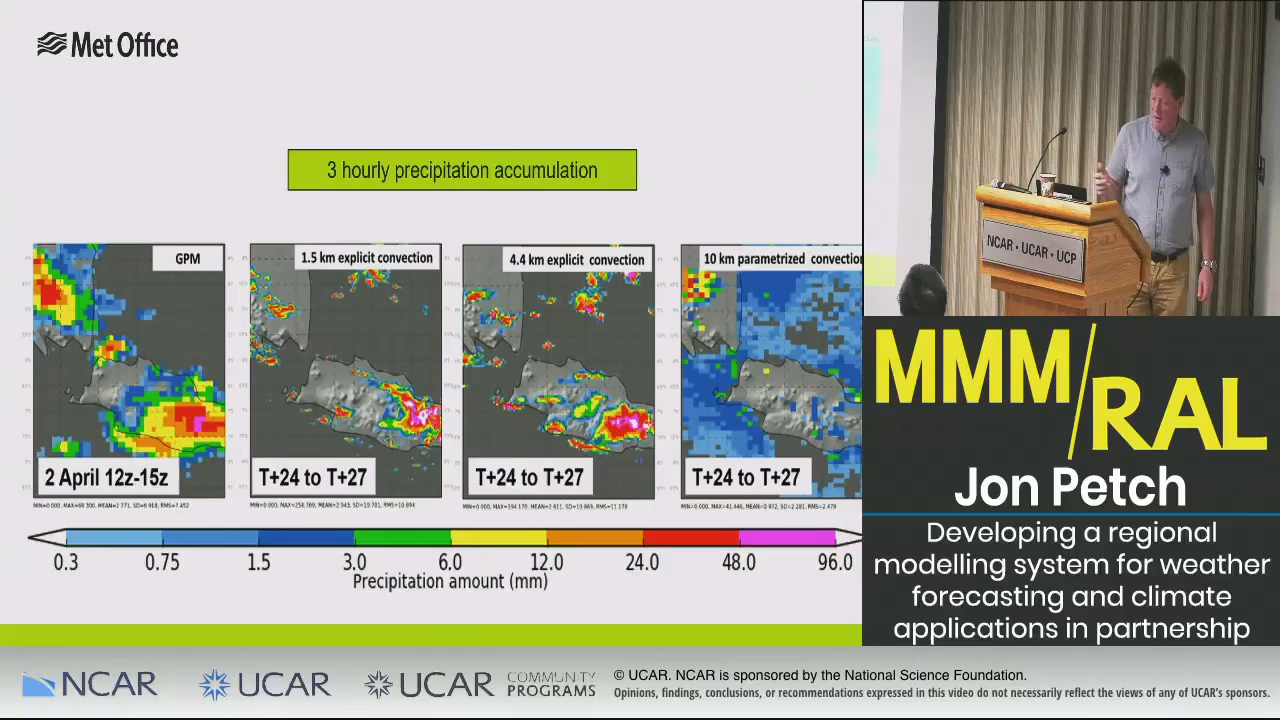 Met Office
3 hourly precipitation accumulation
GPM
1.5 km explicit convection
4.4 km explicit convection
10 km parametrized convection
2 April 12z-15z
T+24 to T+27
T+24 to T+27
T+24 to T+27
0.3 0.75 1.5 3.0 6.0 12.0 24.0 48.0 96.0
Precipitation amount (mm)
NCAR • UCAR • UCP
MMM/RAL
Jon Petch
Developing a regional
modelling system for weather
forecasting and climate
applications in partnership
NCAR
UCAR
UCAR
COMMUNITY
PROGRAMS
© UCAR. NCAR is sponsored by the National Science Foundation.
Opinions, findings, conclusions, or recommendations expressed in this video do not necessarily reflect the views of any of UCAR's sponsors.